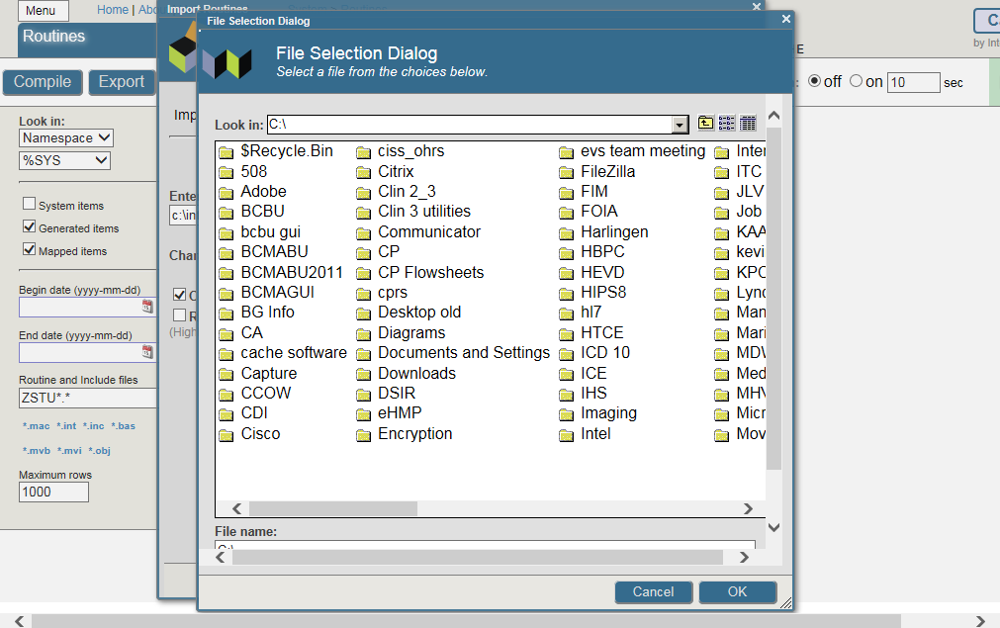 Menu
Home | Abo
Routines
Compile
Export
Look in:
Namespace
%SYS
System items
Generated items
Mapped items
Begin date (yyyy-mm-dd)
End date (yyyy-mm-dd)
Routine and Include files
ZSTU*.*
*.mac *.int *.inc *.bas
*.mvb *.mvi *.obj
Maximum rows
1000
Import Routines
Imp
Ente
c:\in
Char
(High
File Selection Dialog
File Selection Dialog
Select a file from the choices below.
Look in: C:\
$Recycle.Bin
508
Adobe
BCBU
bcbu gui
BCMABU
BCMABU2011
BCMAGUI
BG Info
CA
cache software
Capture
CCOW
CDI
Cisco
ciss_ohrs
Citrix
Clin 2_3
Clin 3 utilities
Communicator
CP
CP Flowsheets
cprs
Desktop old
Diagrams
Documents and Settings
Downloads
DSIR
eHMP
Encryption
evs team meeting
FileZilla
FIM
FOIA
Harlingen
HBPC
HEVD
HIPS8
hl7
HTCE
ICD 10
ICE
IHS
Imaging
Intel
Inter
ITC
JLV
Job
KAA
kevi
KPC
Lync
Man
Mari
MDW
Med
MHV
Micr
Mov
File name:
C:\
Cancel
OK
E
off on 10 sec
by Int